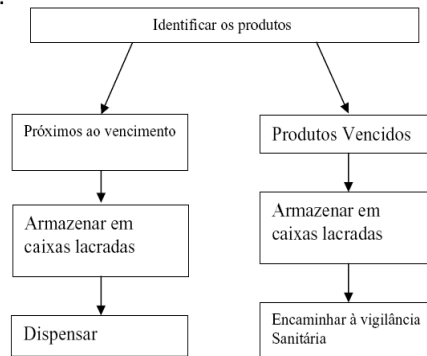 Identificar os produtos
Próximos ao vencimento
Produtos Vencidos
Armazenar em
caixas lacradas
Armazenar em
caixas lacradas
Dispensar
Encaminhar à vigilância
Sanitária